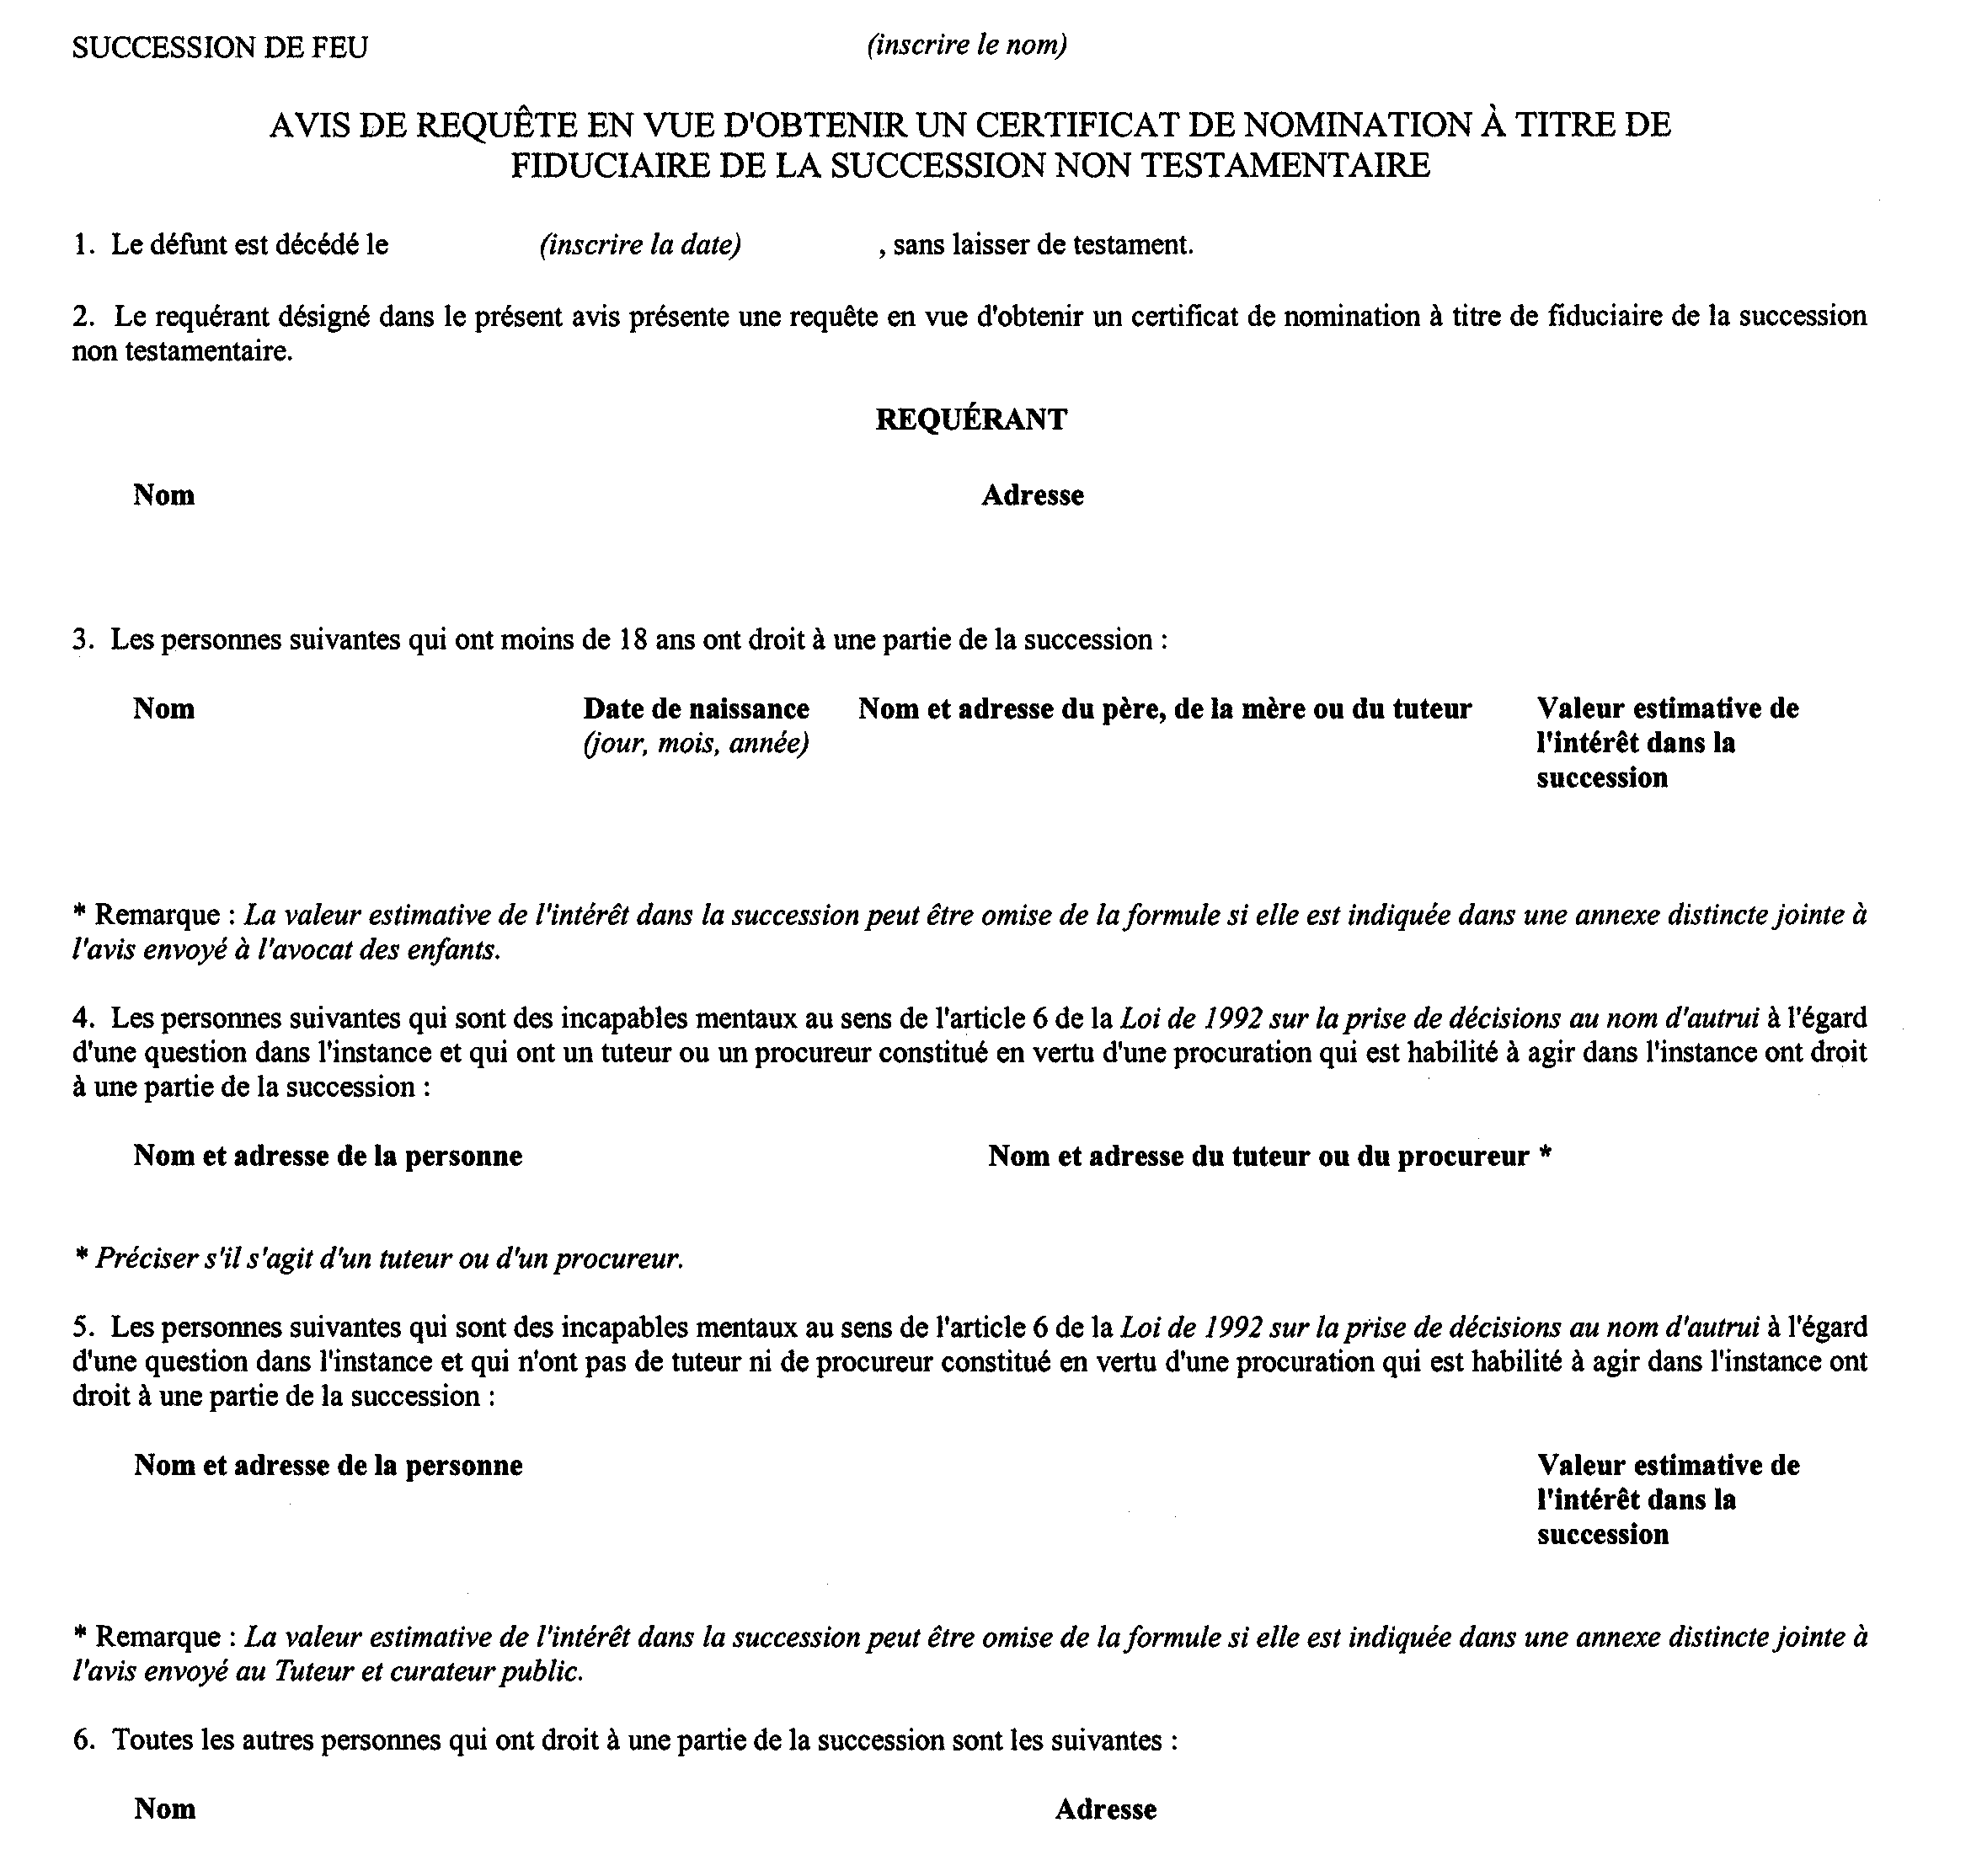 SUCCESSION DE FEU (inscrire le nom)
AVIS DE REQUÊTE EN VUE D'OBTENIR UN CERTIFICAT DE NOMINATION À TITRE DE
FIDUCIAIRE DE LA SUCCESSION NON TESTAMENTAIRE
1. Le défunt est décédé le (inscrire la date) , sans laisser de testament.
2. Le requérant désigné dans le présent avis présente une requête en vue d'obtenir un certificat de nomination à titre de fiduciaire de la succession
non testamentaire.
REQUÉRANT
Nom Adresse
3. Les personnes suivantes qui ont moins de 18 ans ont droit à une partie de la succession :
Nom Date de naissance Nom et adresse du père, de la mère ou du tuteur Valeur estimative de
(jour, mois, année) l'intérêt dans la
succession
* Remarque : La valeur estimative de l'intérêt dans la succession peut être omise de la formule si elle est indiquée dans une annexe distincte jointe à
l'avis envoyé à l'avocat des enfants.
4. Les personnes suivantes qui sont des incapables mentaux au sens de l'article 6 de la Loi de 1992 sur la prise de décisions au nom d'autrui à l'égard
d'une question dans l'instance et qui ont un tuteur ou un procureur constitué en vertu d'une procuration qui est habilité à agir dans l'instance ont droit
à une partie de la succession :
Nom et adresse de la personne Nom et adresse du tuteur ou du procureur *
* Préciser s'il s'agit d'un tuteur ou d'un procureur.
5. Les personnes suivantes qui sont des incapables mentaux au sens de l'article 6 de la Loi de 1992 sur la prise de décisions au nom d'autrui à l'égard
d'une question dans l'instance et qui n'ont pas de tuteur ni de procureur constitué en vertu d'une procuration qui est habilité à agir dans l'instance ont
droit à une partie de la succession :
Nom et adresse de la personne Valeur estimative de
l'intérêt dans la
succession
* Remarque : La valeur estimative de l'intérêt dans la succession peut être omise de la formule si elle est indiquée dans une annexe distincte jointe à
l'avis envoyé au Tuteur et curateur public.
6. Toutes les autres personnes qui ont droit à une partie de la succession sont les suivantes :
Nom Adresse